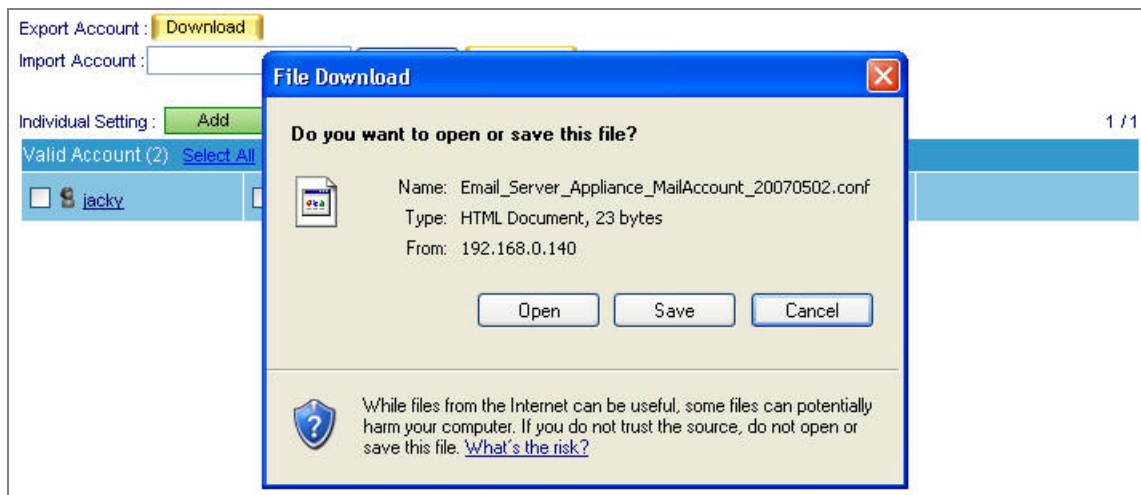 Export Account : Download
Import Account :
File Download
Do you want to open or save this file?
Individual Setting : Add
1 / 1
Valid Account (2) Select All
jacky
Name: Email_Server_Appliance_MailAccount_20070502.conf
Type: HTML Document, 23 bytes
From: 192.168.0.140
Open Save Cancel
While files from the Internet can be useful, some files can potentially
harm your computer. If you do not trust the source, do not open or
save this file. What's the risk?